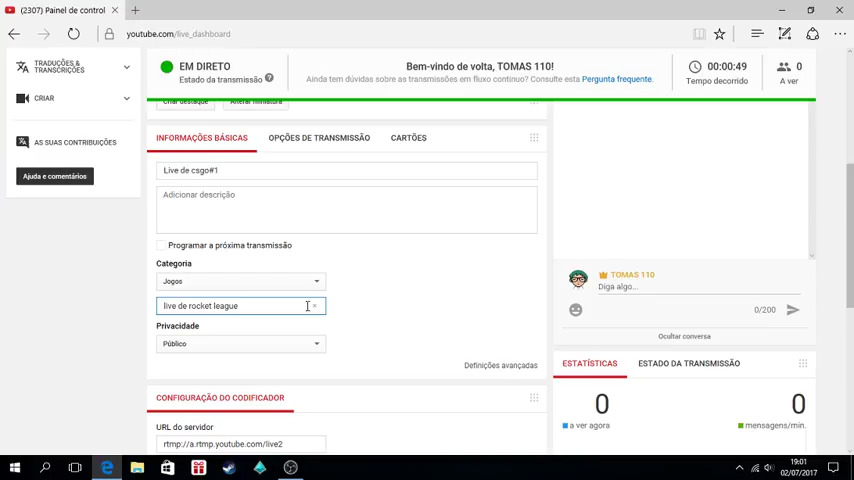 (2307) Painel de control
youtube.com/live_dashboard
TRADUÇÕES &
TRANSCRIÇÕES
CRIAR
AS SUAS CONTRIBUIÇÕES
Ajuda e comentários
EM DIRETO
Estado da transmissão ?
Bem-vindo de volta, TOMAS 110!
Ainda tem dúvidas sobre as transmissões em fluxo contínuo? Consulte esta Pergunta frequente.
00:00:49
Tempo decorrido
0
A ver
Criar destaque
Alterar miniatura
INFORMAÇÕES BÁSICAS
OPÇÕES DE TRANSMISSÃO
CARTÕES
Live de csgo#1
Adicionar descrição
Programar a próxima transmissão
Categoria
Jogos
live de rocket league
Privacidade
Público
Definições avançadas
CONFIGURAÇÃO DO CODIFICADOR
URL do servidor
rtmp://a.rtmp.youtube.com/live2
TOMAS 110
Diga algo...
0/200
Ocultar conversa
ESTATÍSTICAS
ESTADO DA TRANSMISSÃO
0
a ver agora
0
mensagens/min.
19:01
02/07/2017